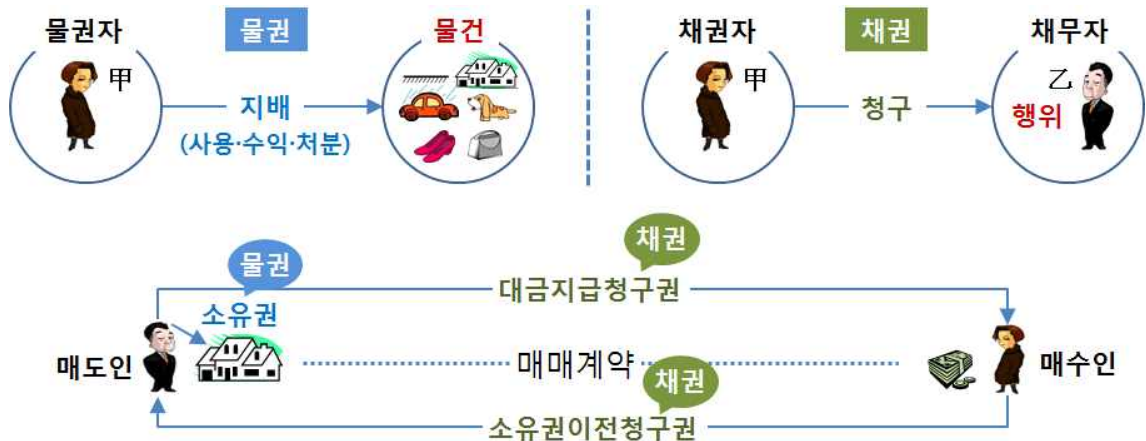 물권자
물권
물건
甲
지배
(사용·수익·처분)
채권자
채권
채무자
甲
청구
乙
행위
채권
물권
대금지급청구권
소유권
매도인
매매계약
매수인
채권
소유권이전청구권